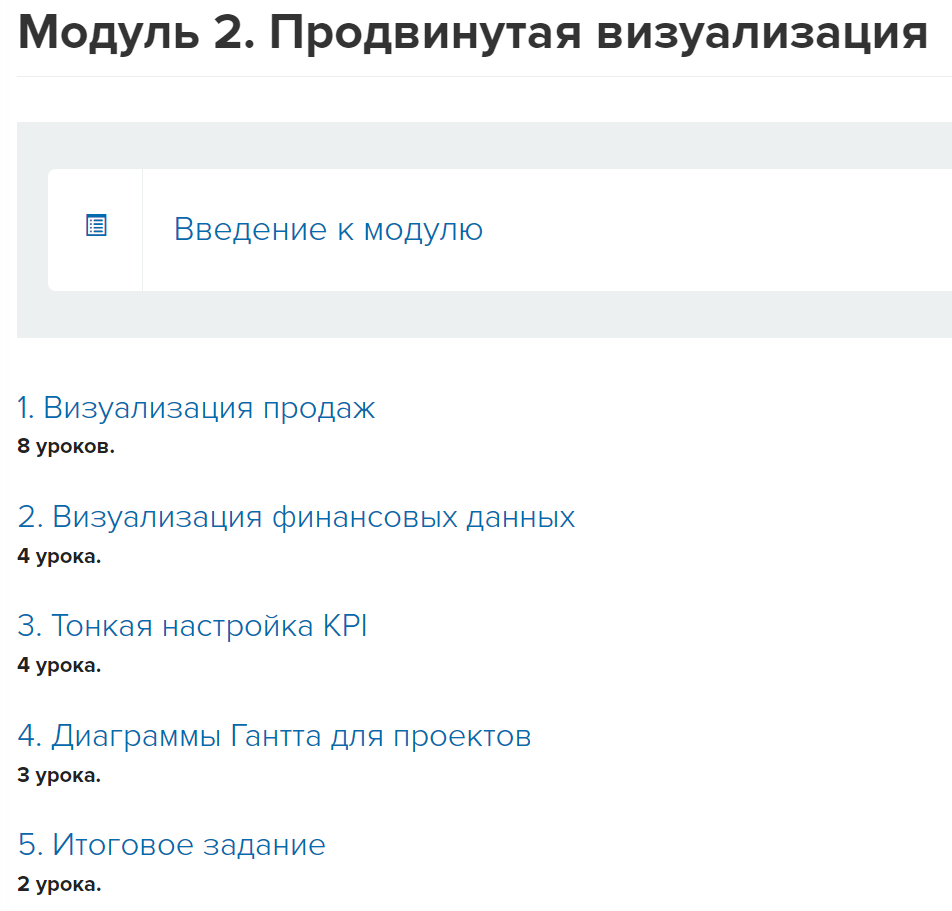 Модуль 2. Продвинутая визуализация
Введение к модулю
1. Визуализация продаж
8 уроков.
2. Визуализация финансовых данных
4 урока.
3. Тонкая настройка KPI
4 урока.
4. Диаграммы Гантта для проектов
3 урока.
5. Итоговое задание
2 урока.